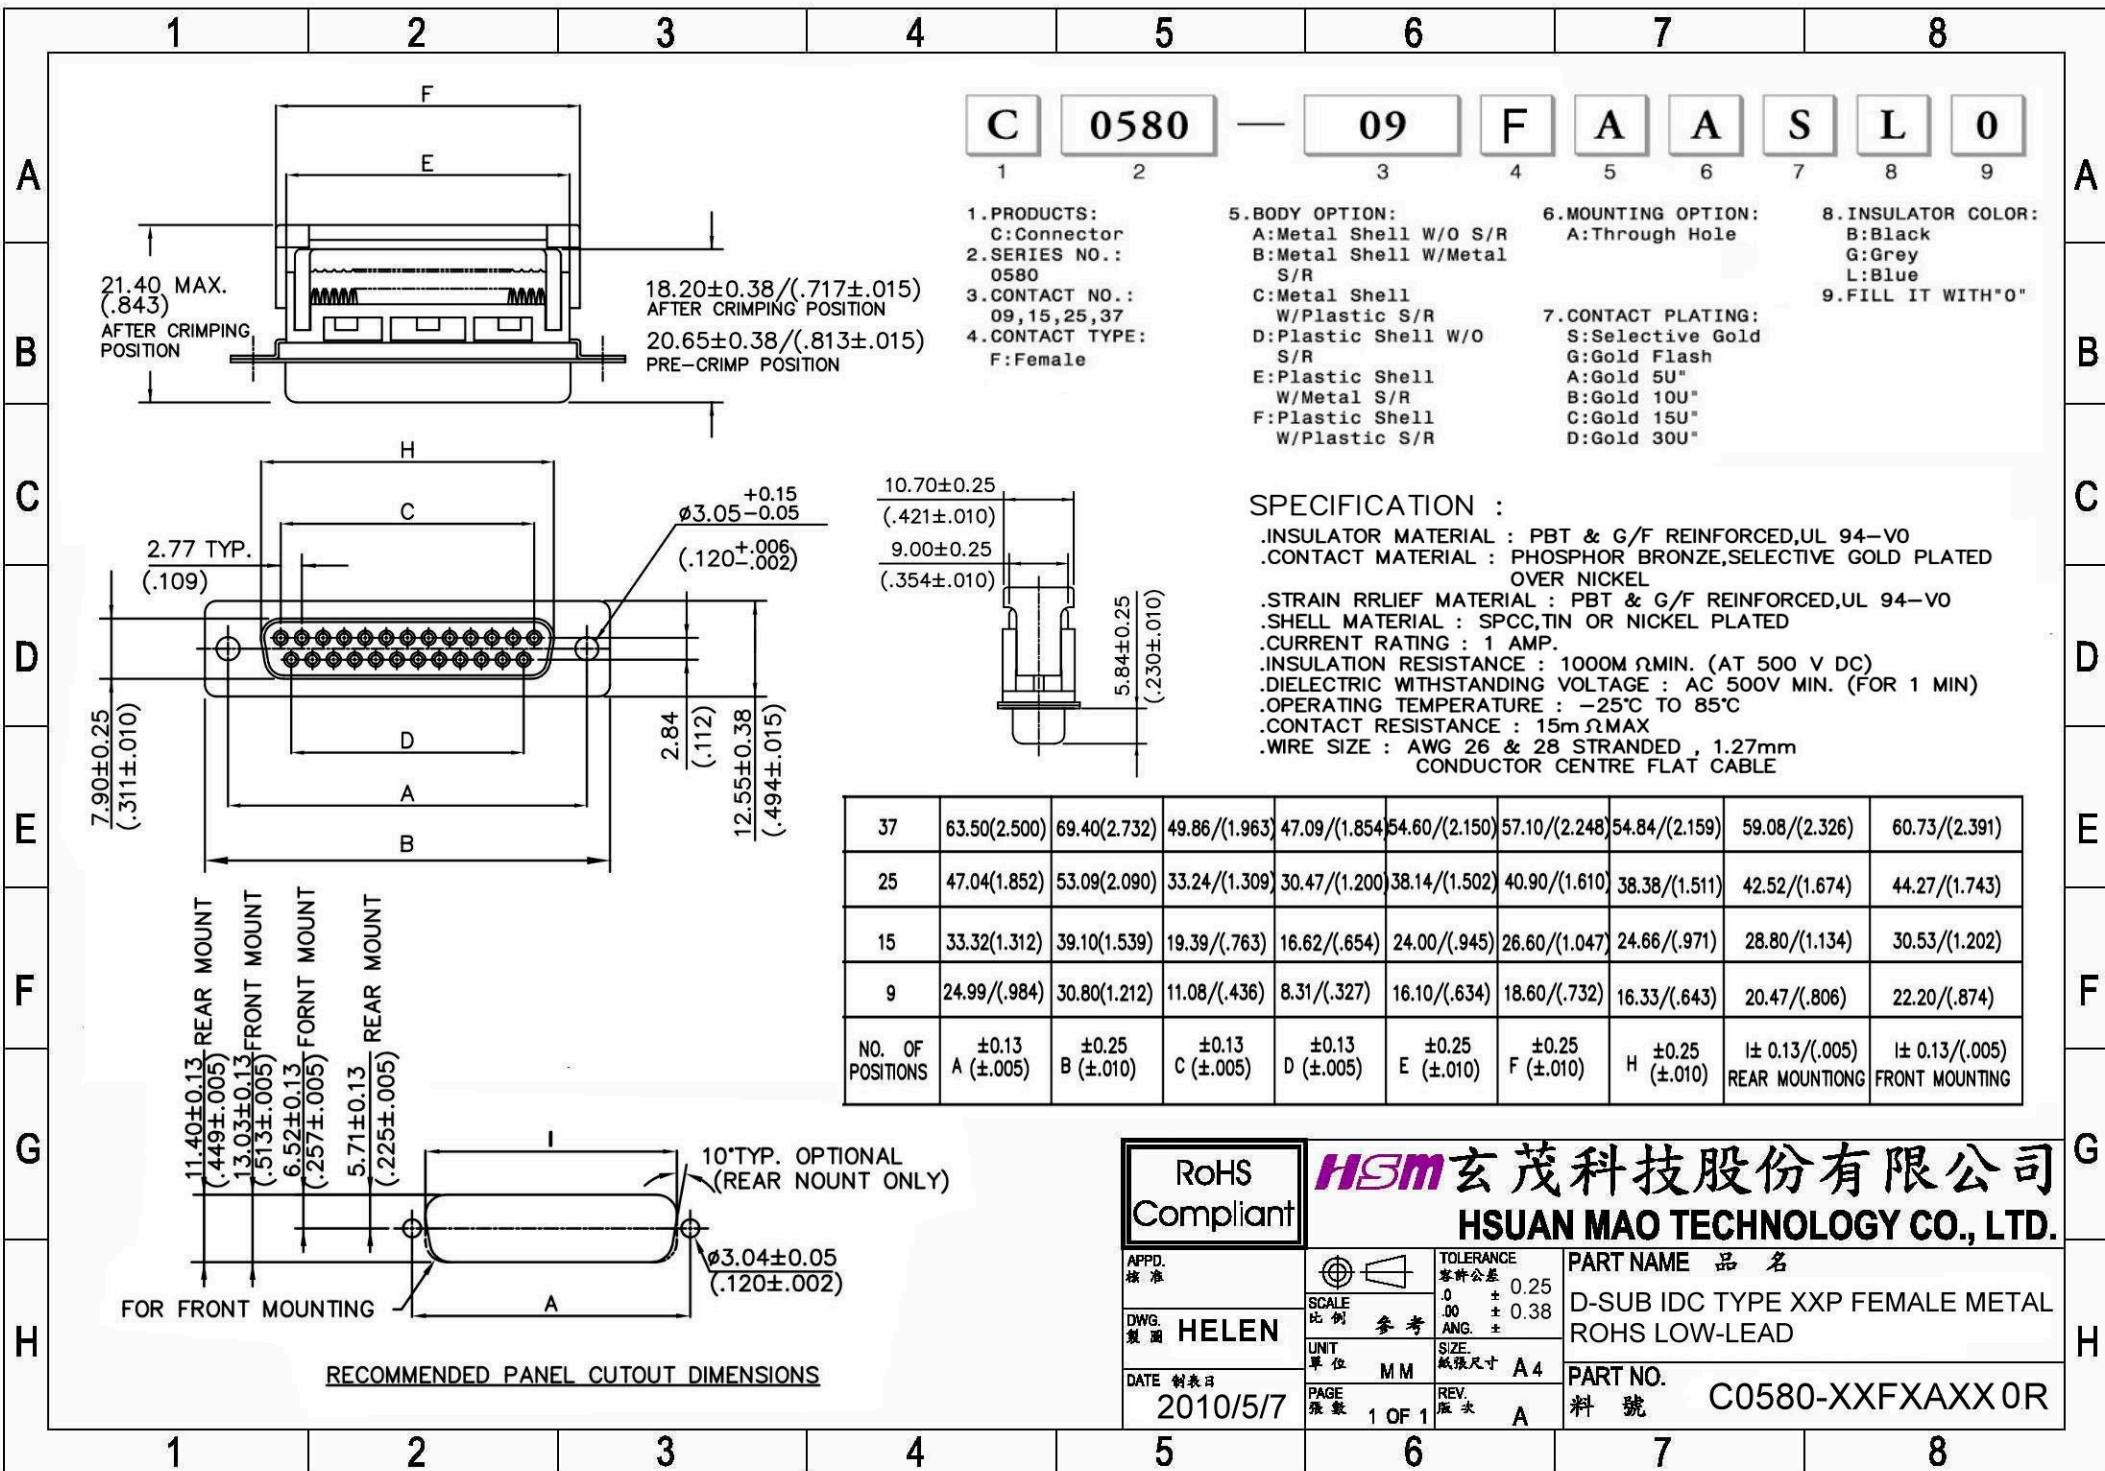 1 2 3 4 5 6 7 8
A
B
C
D
E
F
G
H
F
E
21.40 MAX.
(.843)
AFTER CRIMPING
POSITION
18.20±0.38/(.717±.015)
AFTER CRIMPING POSITION
20.65±0.38/(.813±.015)
PRE-CRIMP POSITION
C 0580 — 09 F A A S L 0
1 2 3 4 5 6 7 8 9
1.PRODUCTS:
C:Connector
2.SERIES NO.:
0580
3.CONTACT NO.:
09,15,25,37
4.CONTACT TYPE:
F:Female
5.BODY OPTION:
A:Metal Shell W/O S/R
B:Metal Shell W/Metal
S/R
C:Metal Shell
W/Plastic S/R
D:Plastic Shell W/O
S/R
E:Plastic Shell
W/Metal S/R
F:Plastic Shell
W/Plastic S/R
6.MOUNTING OPTION:
A:Through Hole
7.CONTACT PLATING:
S:Selective Gold
G:Gold Flash
A:Gold 5U"
B:Gold 10U"
C:Gold 15U"
D:Gold 30U"
8.INSULATOR COLOR:
B:Black
G:Grey
L:Blue
9.FILL IT WITH"0"
H
C
2.77 TYP.
(.109)
ø3.05 +0.15 -0.05
(.120 +.006 -.002)
7.90±0.25
(.311±.010)
D
A
B
2.84
(.112)
12.55±0.38
(.494±.015)
10.70±0.25
(.421±.010)
9.00±0.25
(.354±.010)
5.84±0.25
(.230±.010)
SPECIFICATION :
.INSULATOR MATERIAL : PBT & G/F REINFORCED,UL 94-V0
.CONTACT MATERIAL : PHOSPHOR BRONZE,SELECTIVE GOLD PLATED
OVER NICKEL
.STRAIN RRLIEF MATERIAL : PBT & G/F REINFORCED,UL 94-V0
.SHELL MATERIAL : SPCC,TIN OR NICKEL PLATED
.CURRENT RATING : 1 AMP.
.INSULATION RESISTANCE : 1000M ΩMIN. (AT 500 V DC)
.DIELECTRIC WITHSTANDING VOLTAGE : AC 500V MIN. (FOR 1 MIN)
.OPERATING TEMPERATURE : -25℃ TO 85℃
.CONTACT RESISTANCE : 15m ΩMAX
.WIRE SIZE : AWG 26 & 28 STRANDED , 1.27mm
CONDUCTOR CENTRE FLAT CABLE
37 63.50(2.500) 69.40(2.732) 49.86/(1.963) 47.09/(1.854) 54.60/(2.150) 57.10/(2.248) 54.84/(2.159) 59.08/(2.326) 60.73/(2.391)
25 47.04(1.852) 53.09(2.090) 33.24/(1.309) 30.47/(1.200) 38.14/(1.502) 40.90/(1.610) 38.38/(1.511) 42.52/(1.674) 44.27/(1.743)
15 33.32(1.312) 39.10(1.539) 19.39/(.763) 16.62/(.654) 24.00/(.945) 26.60/(1.047) 24.66/(.971) 28.80/(1.134) 30.53/(1.202)
9 24.99/(.984) 30.80(1.212) 11.08/(.436) 8.31/(.327) 16.10/(.634) 18.60/(.732) 16.33/(.643) 20.47/(.806) 22.20/(.874)
NO. OF POSITIONS A ±0.13 (±.005) B ±0.25 (±.010) C ±0.13 (±.005) D ±0.13 (±.005) E ±0.25 (±.010) F ±0.25 (±.010) H ±0.25 (±.010) I± 0.13/(.005) REAR MOUNTIONG I± 0.13/(.005) FRONT MOUNTING
11.40±0.13 REAR MOUNT
(.449±.005)
13.03±0.13 FRONT MOUNT
(.513±.005)
6.52±0.13 FORNT MOUNT
(.257±.005)
5.71±0.13 REAR MOUNT
(.225±.005)
I
10°TYP. OPTIONAL
(REAR NOUNT ONLY)
ø3.04±0.05
(.120±.002)
FOR FRONT MOUNTING
A
RECOMMENDED PANEL CUTOUT DIMENSIONS
RoHS
Compliant
HSM 玄茂科技股份有限公司
HSUAN MAO TECHNOLOGY CO., LTD.
APPD.
核 准
DWG.
製 圖 HELEN
DATE 制表日
2010/5/7
SCALE
比 例 參 考
UNIT
單 位 MM
PAGE
張 數 1 OF 1
TOLERANCE
容許公差
.0 ± 0.25
.00 ± 0.38
ANG. ±
SIZE.
紙張尺寸 A4
REV.
版 次 A
PART NAME 品 名
D-SUB IDC TYPE XXP FEMALE METAL
ROHS LOW-LEAD
PART NO.
料 號 C0580-XXFXAXX0R
A
B
C
D
E
F
G
H
1 2 3 4 5 6 7 8